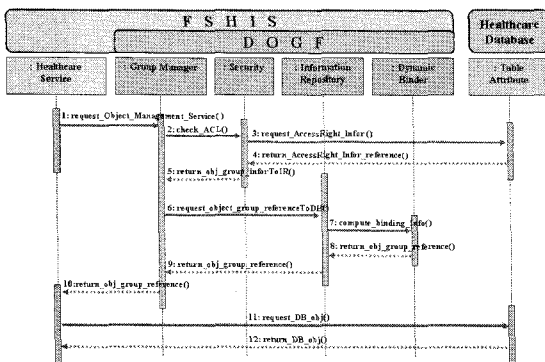 F S H I S
D O G F
Healthcare
Database
: Healthcare
Service
Group Manager
: Security
: Information
Repository
: Dynamic
Binder
: Table
Attribute
1: request_Object_Management_Service()
2: check_ACL()
3: request_AccessRight_Infor()
4: return_AccessRight_Infor_reference()
5: return_obj_group_inforToIR()
6: request_object_group_referenceToDB()
7: compute_binding_info()
8: return_obj_group_reference()
9: return_obj_group_reference()
10: return_obj_group_reference()
11: request_DB_obj()
12: return_DB_obj()